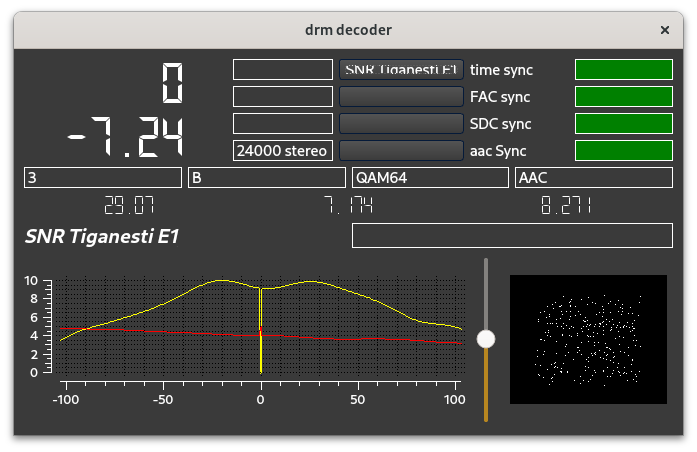 drm decoder ×
0 SNR Tiganesti E1 time sync
FAC sync
-7.24 SDC sync
24000 stereo aac Sync
3 B QAM64 AAC
29.07 7.174 8.271
SNR Tiganesti E1
10
8
6
4
2
0
-100 -50 0 50 100